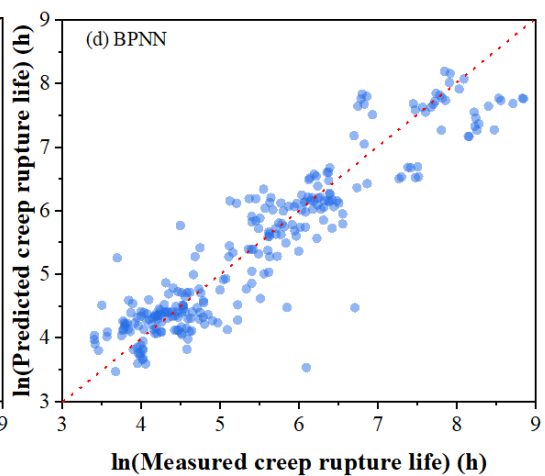 (d) BPNN
ln(Predicted creep rupture life) (h)
9
8
7
6
5
4
3
9
3 4 5 6 7 8 9
ln(Measured creep rupture life) (h)